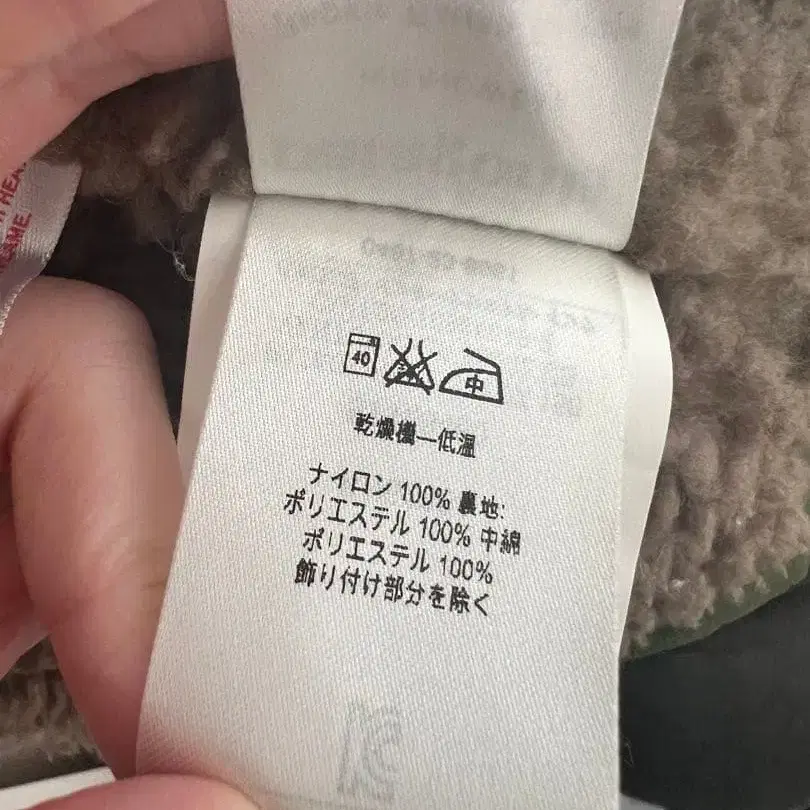 40
中
乾燥機—低温
ナイロン 100% 裏地:
ポリエステル 100% 中綿
ポリエステル 100%
飾り付け部分を除く